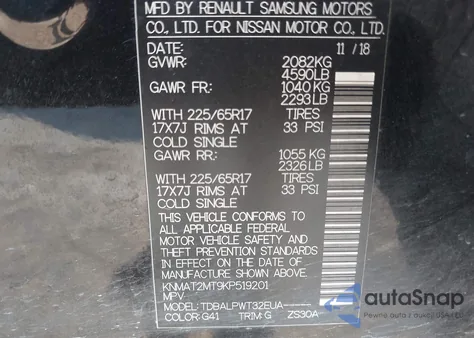 MFD BY RENAULT SAMSUNG MOTORS
CO., LTD. FOR NISSAN MOTOR CO., LTD.
DATE: 11 / 18
GVWR: 2082KG
4590LB
GAWR FR: 1040 KG
2293LB
WITH 225/65R17 TIRES
17X7J RIMS AT 33 PSI
COLD SINGLE
GAWR RR: 1055 KG
2326LB
WITH 225/65R17 TIRES
17X7J RIMS AT 33 PSI
COLD SINGLE
THIS VEHICLE CONFORMS TO
ALL APPLICABLE FEDERAL
MOTOR VEHICLE SAFETY AND
THEFT PREVENTION STANDARDS
IN EFFECT ON THE DATE OF
MANUFACTURE SHOWN ABOVE.
KNMAT2MT9KP519201
MPV
MODEL: TDBALPWT32EUA-----
COLOR: G41 TRIM: G ZS30A
autoSnap